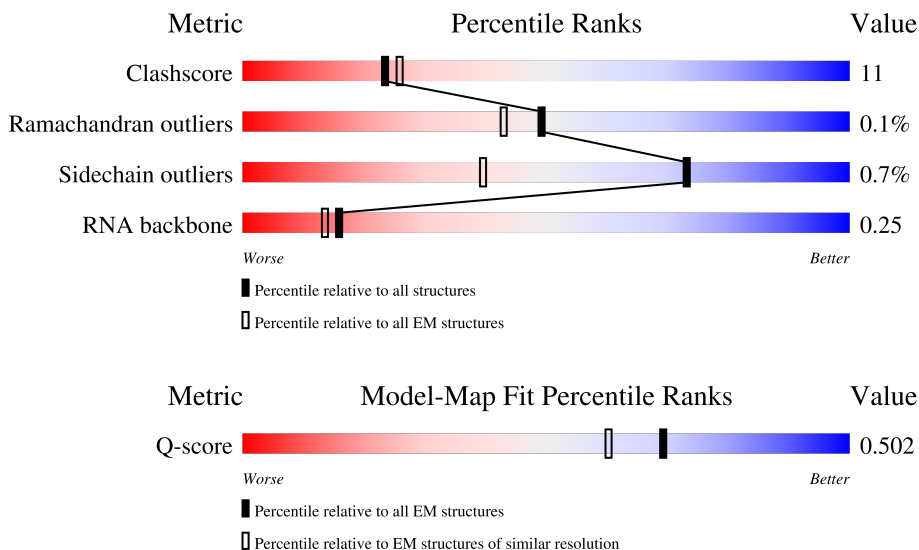 Metric Percentile Ranks Value
Clashscore 11
Ramachandran outliers 0.1%
Sidechain outliers 0.7%
RNA backbone 0.25
Worse Better
Percentile relative to all structures
Percentile relative to all EM structures
Metric Model-Map Fit Percentile Ranks Value
Q-score 0.502
Worse Better
Percentile relative to all EM structures
Percentile relative to EM structures of similar resolution